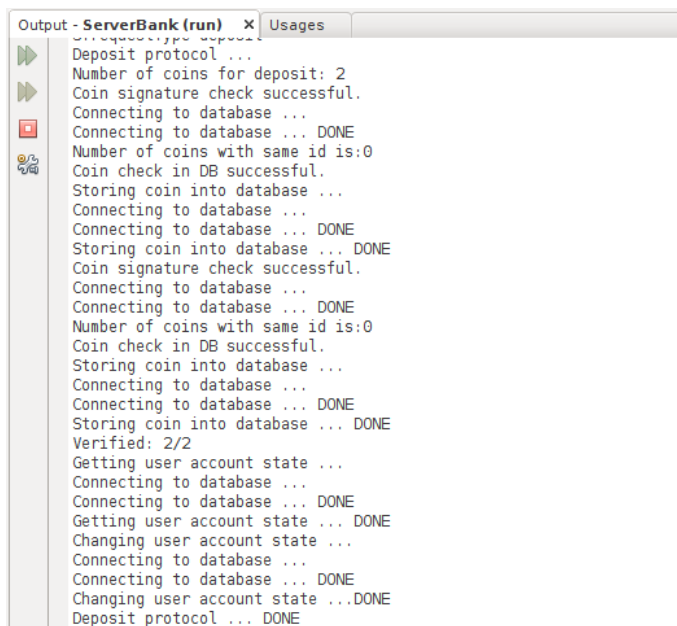 Output - ServerBank (run) × Usages
Deposit protocol ...
Number of coins for deposit: 2
Coin signature check successful.
Connecting to database ...
Connecting to database ... DONE
Number of coins with same id is:0
Coin check in DB successful.
Storing coin into database ...
Connecting to database ...
Connecting to database ... DONE
Storing coin into database ... DONE
Coin signature check successful.
Connecting to database ...
Connecting to database ... DONE
Number of coins with same id is:0
Coin check in DB successful.
Storing coin into database ...
Connecting to database ...
Connecting to database ... DONE
Storing coin into database ... DONE
Verified: 2/2
Getting user account state ...
Connecting to database ...
Connecting to database ... DONE
Getting user account state ... DONE
Changing user account state ...
Connecting to database ...
Connecting to database ... DONE
Changing user account state ...DONE
Deposit protocol ... DONE